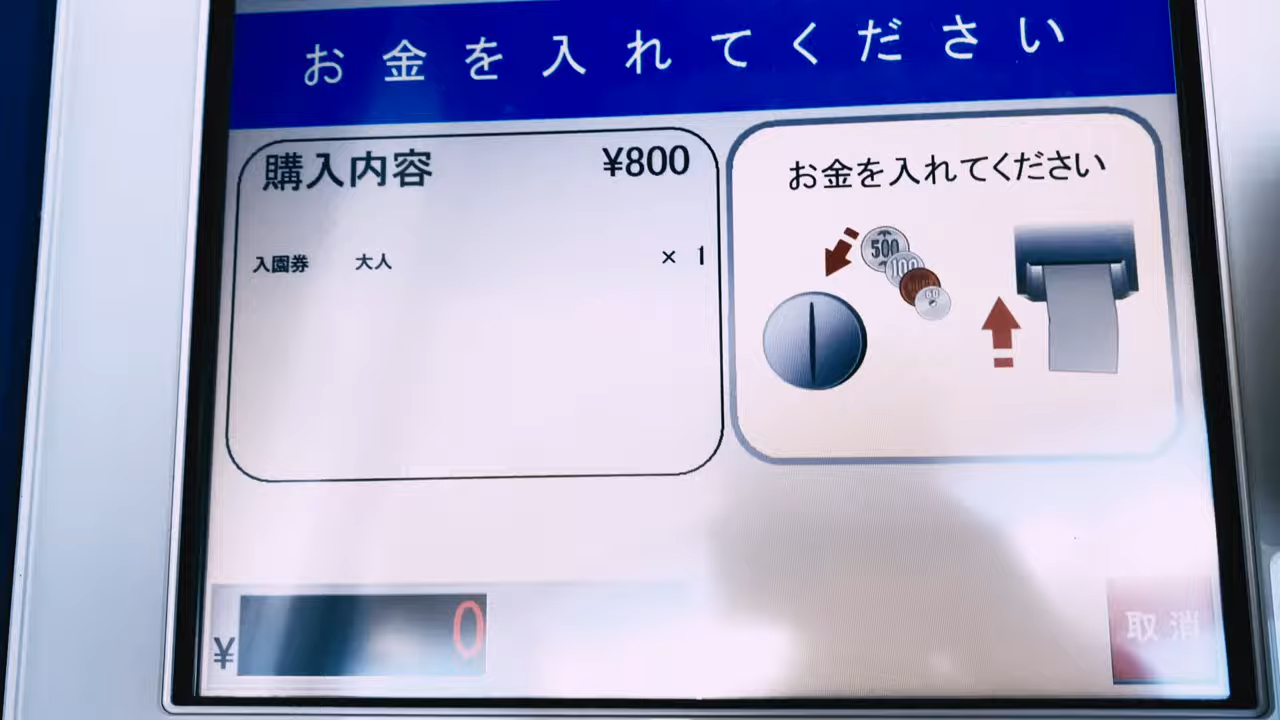 お金を入れてください
購入内容 ¥800
入園券 大人 × 1
お金を入れてください
500
100
¥ 0
取消